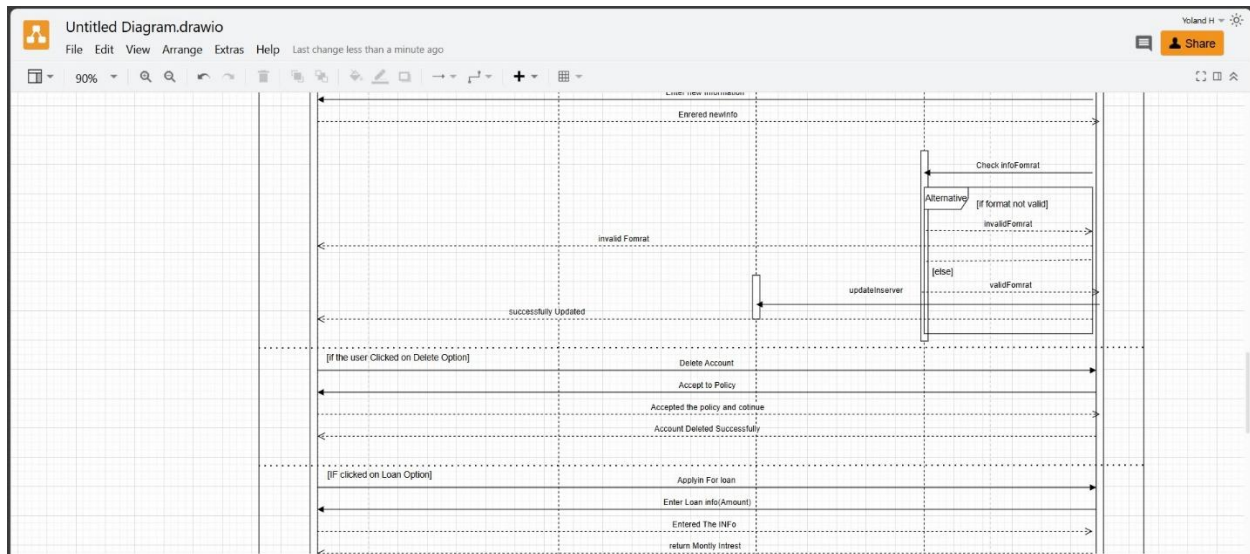 Untitled Diagram.drawio
Yoland H
File Edit View Arrange Extras Help Last change less than a minute ago
Share
90%
Enter new information
Enrered newInfo
Check infoFomrat
Alternative
[if format not valid]
invalidFomrat
invalid Fomrat
[else]
updateInserver
validFomrat
successfully Updated
[if the user Clicked on Delete Option]
Delete Account
Accept to Policy
Accepted the policy and cotinue
Account Deleted Successfully
[IF clicked on Loan Option]
Applyin For loan
Enter Loan info(Amount)
Entered The INFo
return Montly Intrest